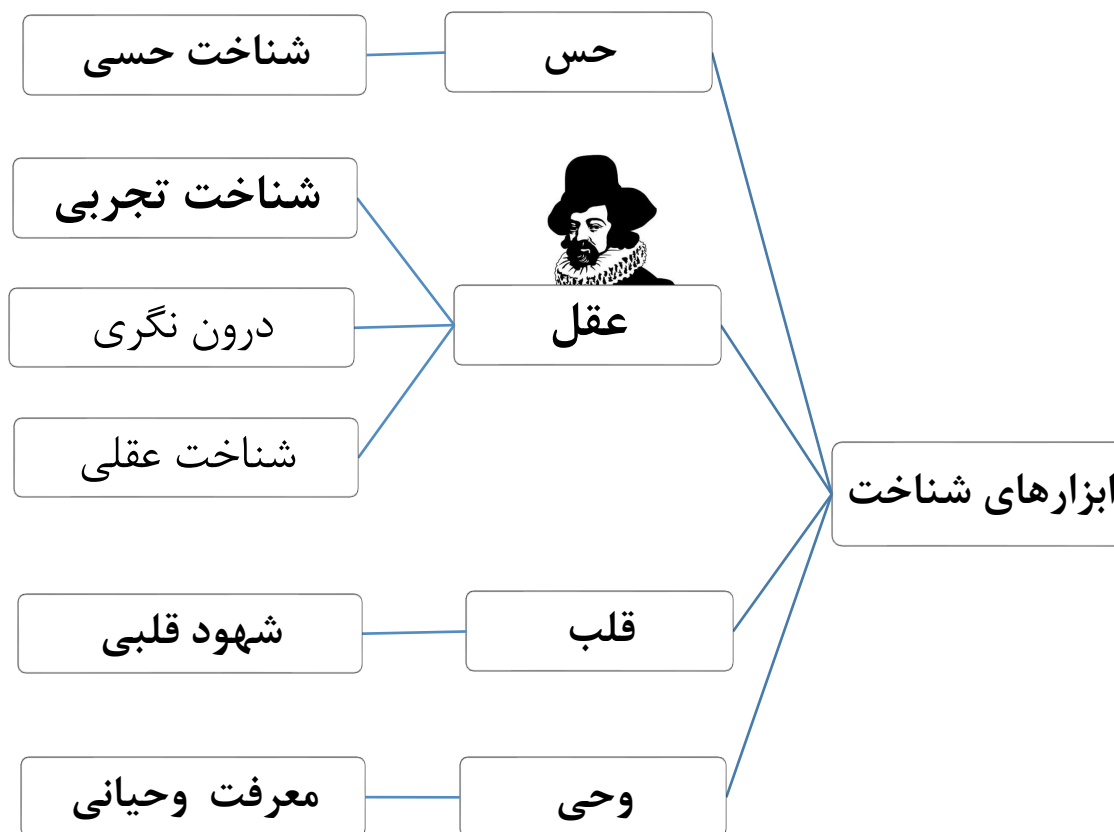 ابزارهای شناخت
حس
شناخت حسی
عقل
شناخت تجربی
درون نگری
شناخت عقلی
قلب
شهود قلبی
وحی
معرفت وحیانی